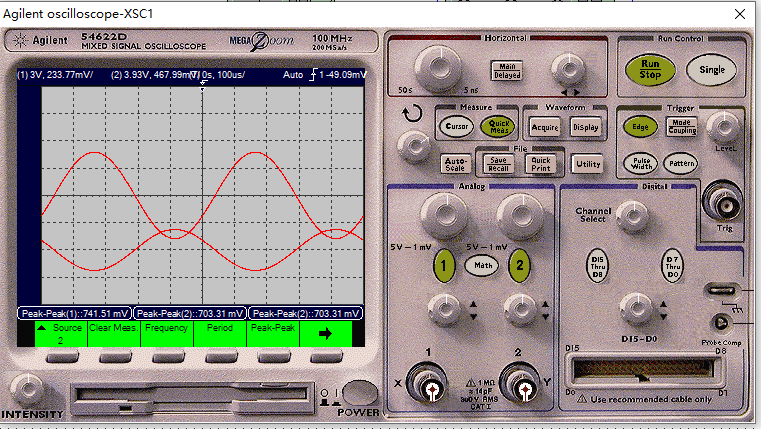 Agilent oscilloscope-XSC1
Agilent 54622D
MIXED SIGNAL OSCILLOSCOPE
MEGA Zoom
100 MHz
200 MSa/s
(1) 3V, 233.77mV/ (2) 3.93V, 467.99mV/ 0s, 100us/ Auto 1 -49.09mV
Peak-Peak(1)::741.51 mV Peak-Peak(2)::703.31 mV Peak-Peak(2)::703.31 mV
Source
2
Clear Meas.
Frequency
Period
Peak-Peak
INTENSITY
POWER
Horizontal
50 s
5 ns
Main
Delayed
Run Control
Run
Stop
Single
Measure
Cursor
Quick
Meas
Waveform
Acquire
Display
Trigger
Edge
Mode
Coupling
Level
Pulse
Width
Pattern
Trig
Auto-
Scale
File
Save
Recall
Quick
Print
Utility
Analog
5 V - 1 mV
5 V - 1 mV
1
Math
2
1
2
X
Y
1 MΩ
≈ 14pF
300 V RMS
CAT I
Digital
Channel
Select
D15
Thru
D8
D7
Thru
D0
D15-D0
Probe Comp
D15
D8
D0
D1
Use recommended cable only